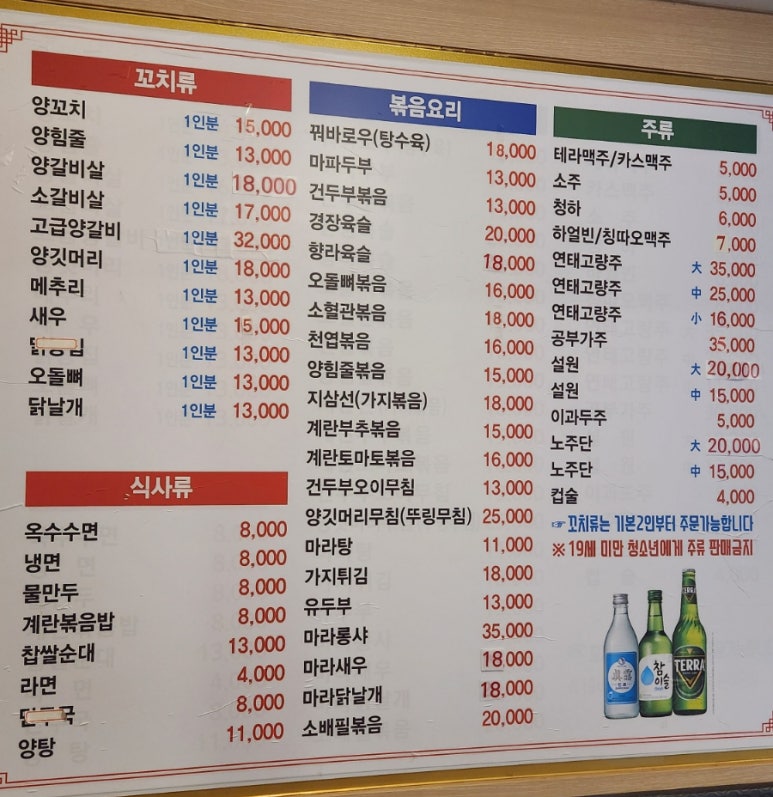 꼬치류
양꼬치 1인분 15,000
양힘줄 1인분 13,000
양갈비살 1인분 18,000
소갈비살 1인분 17,000
고급양갈비 1인분 32,000
양깃머리 1인분 18,000
메추리 1인분 13,000
새우 1인분 15,000
1인분 13,000
오돌뼈 1인분 13,000
닭날개 1인분 13,000
식사류
옥수수면 8,000
냉면 8,000
물만두 8,000
계란볶음밥 8,000
찹쌀순대 13,000
라면 4,000
8,000
양탕 11,000
볶음요리
꿔바로우(탕수육) 18,000
마파두부 13,000
건두부볶음 13,000
경장육슬 20,000
향라육슬 18,000
오돌뼈볶음 16,000
소혈관볶음 18,000
천엽볶음 16,000
양힘줄볶음 15,000
지삼선(가지볶음) 18,000
계란부추볶음 15,000
계란토마토볶음 16,000
건두부오이무침 13,000
양깃머리무침(뚜링무침) 25,000
마라탕 11,000
가지튀김 18,000
유두부 13,000
마라롱샤 35,000
마라새우 18,000
마라닭날개 18,000
소배필볶음 20,000
주류
테라맥주/카스맥주 5,000
소주 5,000
청하 6,000
하얼빈/칭따오맥주 7,000
연태고량주 大 35,000
연태고량주 中 25,000
연태고량주 小 16,000
공부가주 35,000
설원 大 20,000
설원 中 15,000
이과두주 5,000
노주단 大 20,000
노주단 中 15,000
컵술 4,000
☞ 꼬치류는 기본2인부터 주문가능합니다
※ 19세 미만 청소년에게 주류 판매금지
참이슬
TERRA